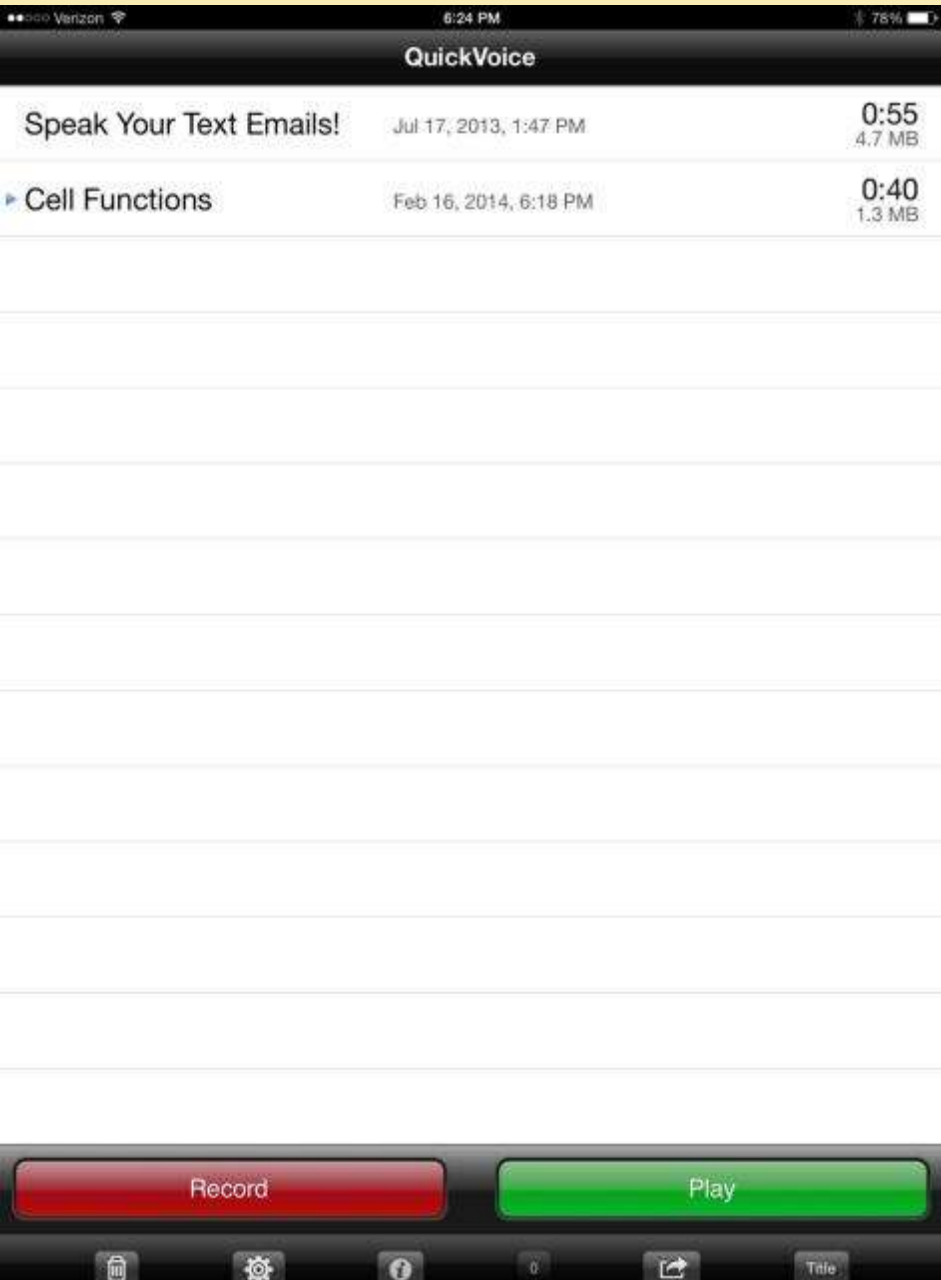 Verizon 6:24 PM 78%
QuickVoice
Speak Your Text Emails! Jul 17, 2013, 1:47 PM 0:55
4.7 MB
Cell Functions Feb 16, 2014, 6:18 PM 0:40
1.3 MB
Record Play
0 Title